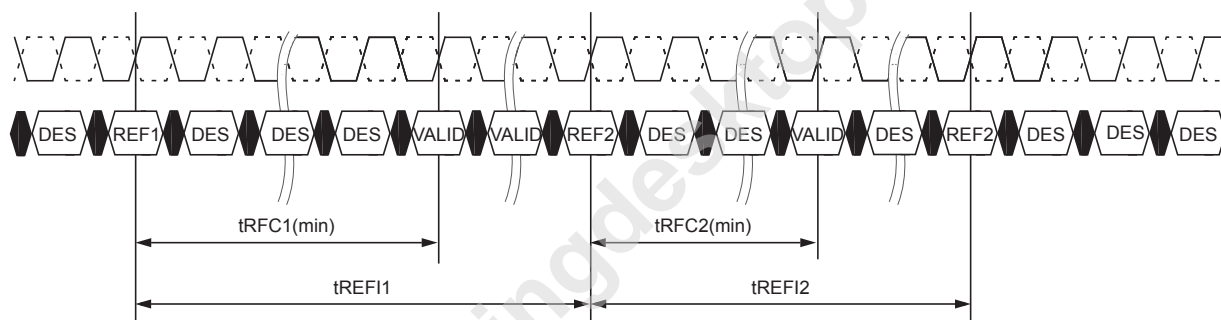 DES REF1 DES DES DES VALID VALID REF2 DES DES VALID DES REF2 DES DES DES
tRFC1(min) tRFC2(min)
tREFI1 tREFI2
ingdesktop